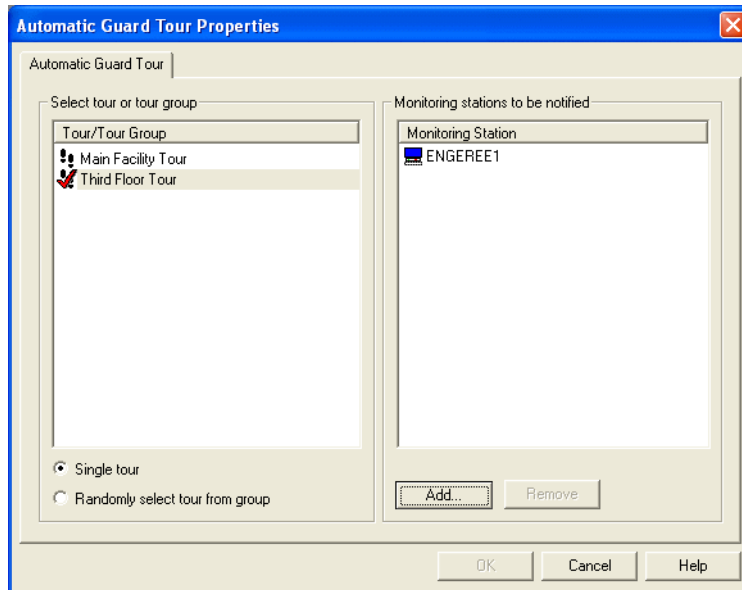 Automatic Guard Tour Properties
Automatic Guard Tour
Select tour or tour group
Tour/Tour Group
Main Facility Tour
Third Floor Tour
Single tour
Randomly select tour from group
Monitoring stations to be notified
Monitoring Station
ENGEREE1
Add...
Remove
OK
Cancel
Help